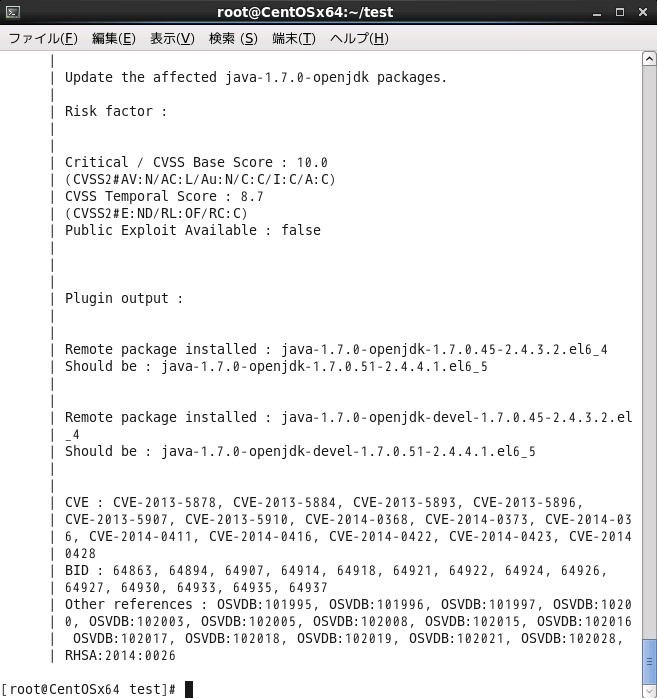 root@CentOSx64:~/test
ファイル(F) 編集(E) 表示(V) 検索 (S) 端末(T) ヘルプ(H)
|
| Update the affected java-1.7.0-openjdk packages.
|
| Risk factor :
|
|
| Critical / CVSS Base Score : 10.0
| (CVSS2#AV:N/AC:L/Au:N/C:C/I:C/A:C)
| CVSS Temporal Score : 8.7
| (CVSS2#E:ND/RL:OF/RC:C)
| Public Exploit Available : false
|
|
|
| Plugin output :
|
|
| Remote package installed : java-1.7.0-openjdk-1.7.0.45-2.4.3.2.el6_4
| Should be : java-1.7.0-openjdk-1.7.0.51-2.4.4.1.el6_5
|
|
| Remote package installed : java-1.7.0-openjdk-devel-1.7.0.45-2.4.3.2.el
| _4
| Should be : java-1.7.0-openjdk-devel-1.7.0.51-2.4.4.1.el6_5
|
|
| CVE : CVE-2013-5878, CVE-2013-5884, CVE-2013-5893, CVE-2013-5896,
| CVE-2013-5907, CVE-2013-5910, CVE-2014-0368, CVE-2014-0373, CVE-2014-03
| 6, CVE-2014-0411, CVE-2014-0416, CVE-2014-0422, CVE-2014-0423, CVE-2014
| 0428
| BID : 64863, 64894, 64907, 64914, 64918, 64921, 64922, 64924, 64926,
| 64927, 64930, 64933, 64935, 64937
| Other references : OSVDB:101995, OSVDB:101996, OSVDB:101997, OSVDB:1020
| 0, OSVDB:102003, OSVDB:102005, OSVDB:102008, OSVDB:102015, OSVDB:102016
|  OSVDB:102017, OSVDB:102018, OSVDB:102019, OSVDB:102021, OSVDB:102028,
| RHSA:2014:0026
[root@CentOSx64 test]#